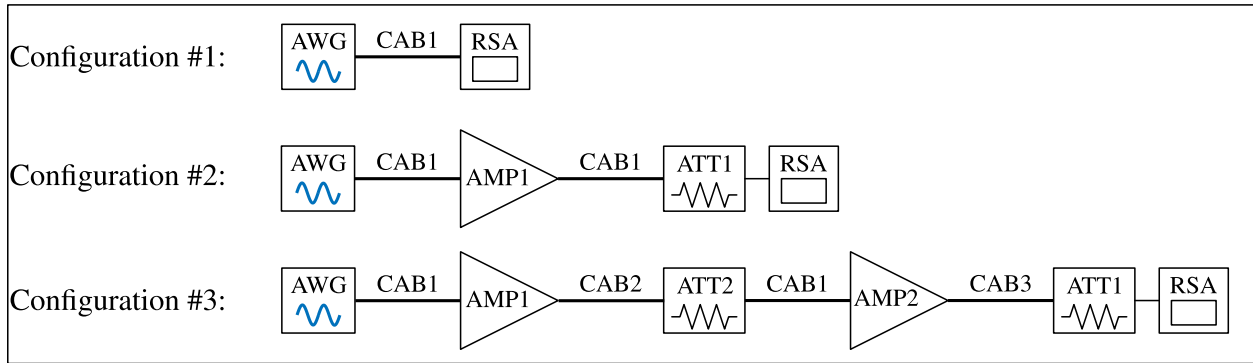 Configuration #1: AWG CAB1 RSA
Configuration #2: AWG CAB1 AMP1 CAB1 ATT1 RSA
Configuration #3: AWG CAB1 AMP1 CAB2 ATT2 CAB1 AMP2 CAB3 ATT1 RSA